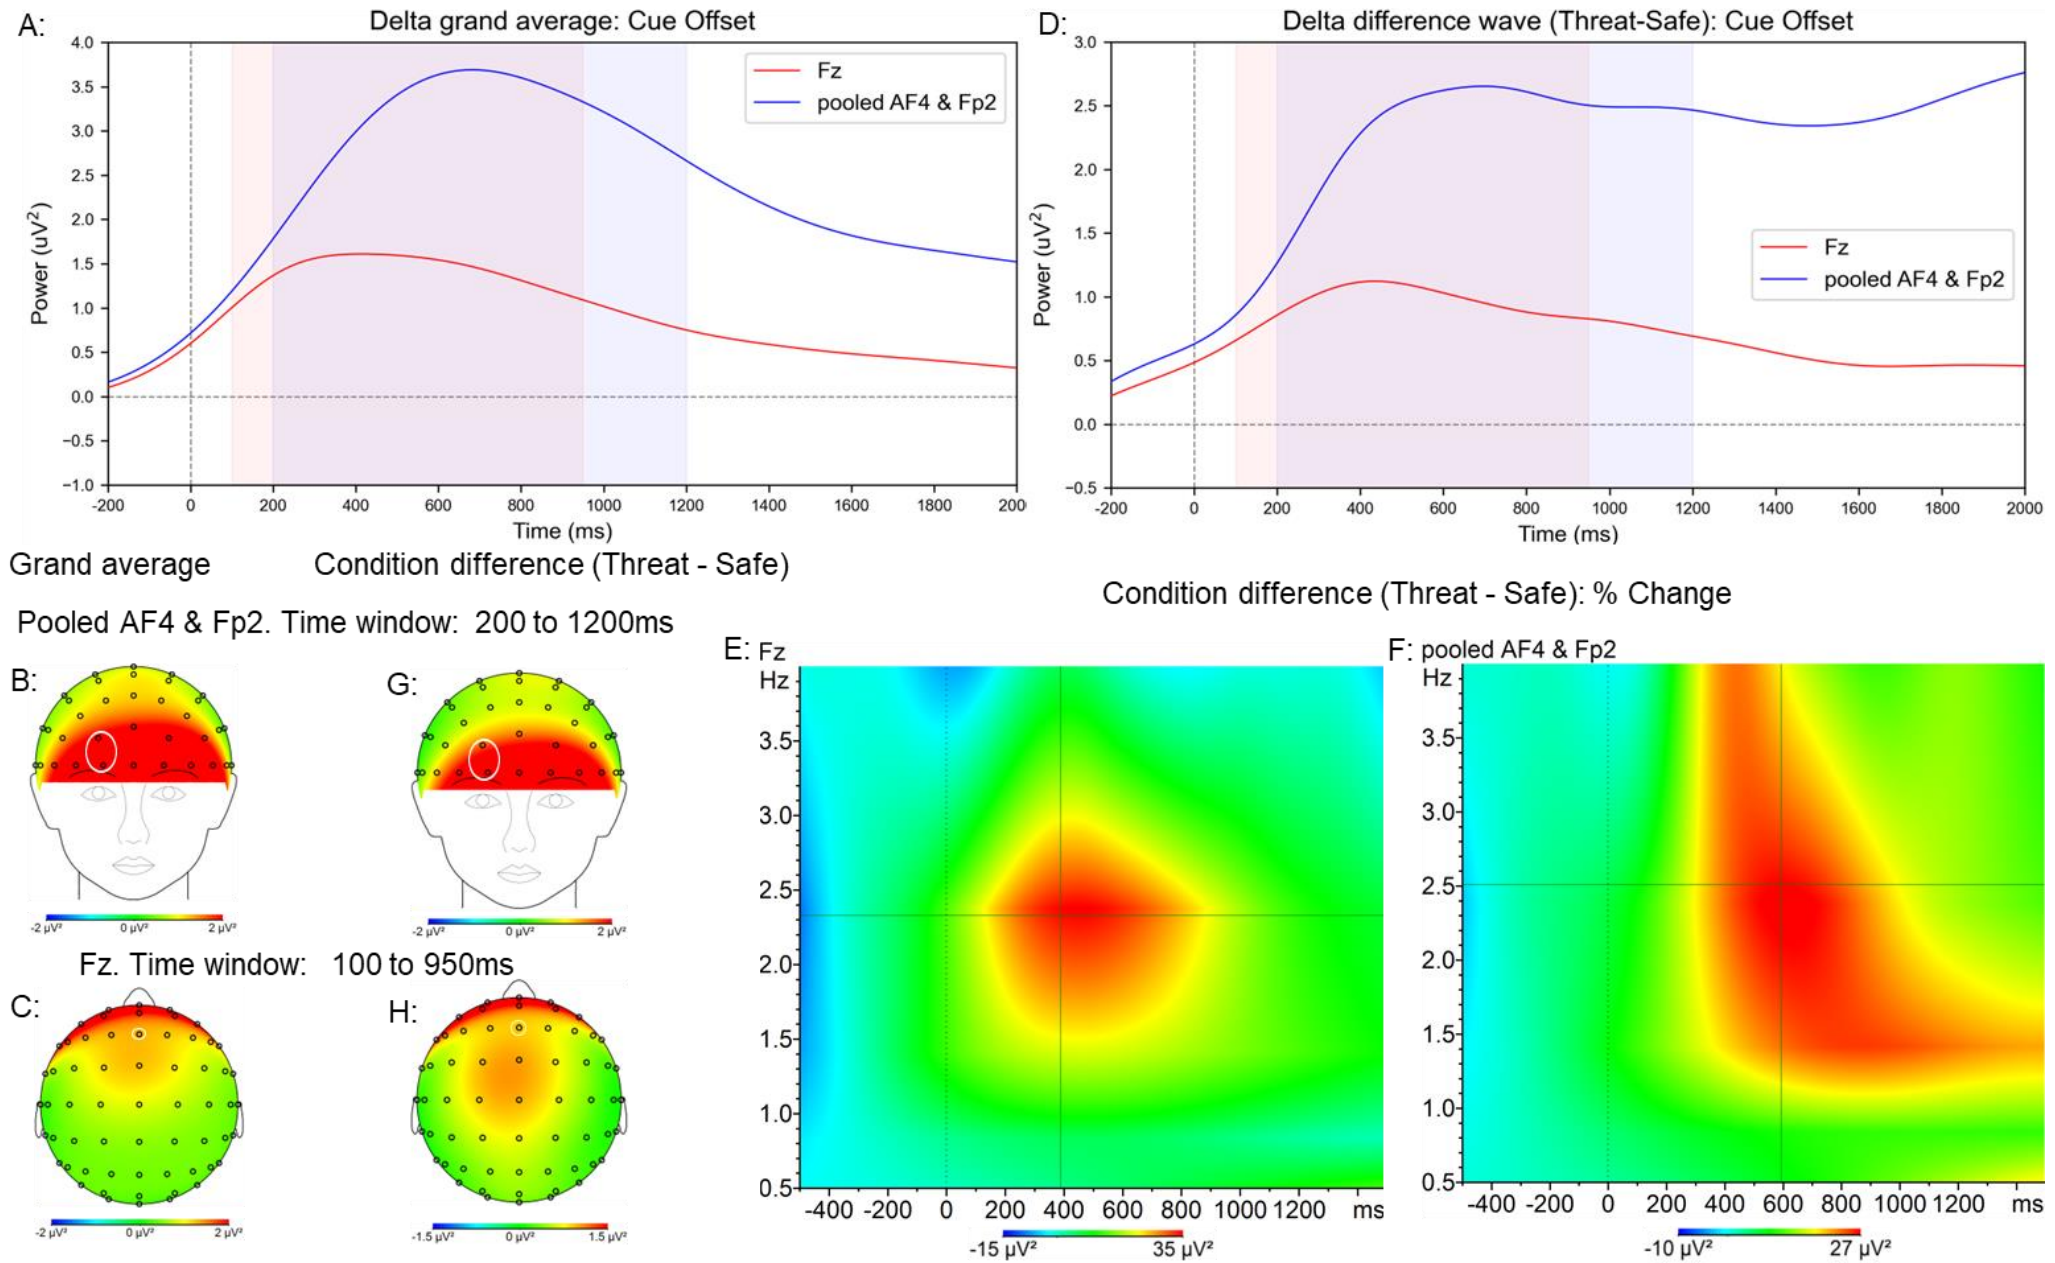 A:
Delta grand average: Cue Offset
4.0
3.5
3.0
2.5
2.0
1.5
1.0
0.5
0.0
−0.5
−1.0
Power (uV²)
Fz
pooled AF4 & Fp2
-200 0 200 400 600 800 1000 1200 1400 1600 1800 2000
Time (ms)
D:
Delta difference wave (Threat-Safe): Cue Offset
3.0
2.5
2.0
1.5
1.0
0.5
0.0
−0.5
Power (uV²)
Fz
pooled AF4 & Fp2
-200 0 200 400 600 800 1000 1200 1400 1600 1800 2000
Time (ms)
Grand average
Condition difference (Threat - Safe)
Pooled AF4 & Fp2. Time window: 200 to 1200ms
B:
-2 µV² 0 µV² 2 µV²
G:
-2 µV² 0 µV² 2 µV²
Fz. Time window: 100 to 950ms
C:
-2 µV² 0 µV² 2 µV²
H:
-1.5 µV² 0 µV² 1.5 µV²
Condition difference (Threat - Safe): % Change
E: Fz
Hz
3.5
3.0
2.5
2.0
1.5
1.0
0.5
-400 -200 0 200 400 600 800 1000 1200 ms
-15 µV² 35 µV²
F: pooled AF4 & Fp2
Hz
3.5
3.0
2.5
2.0
1.5
1.0
0.5
-400 -200 0 200 400 600 800 1000 1200 ms
-10 µV² 27 µV²